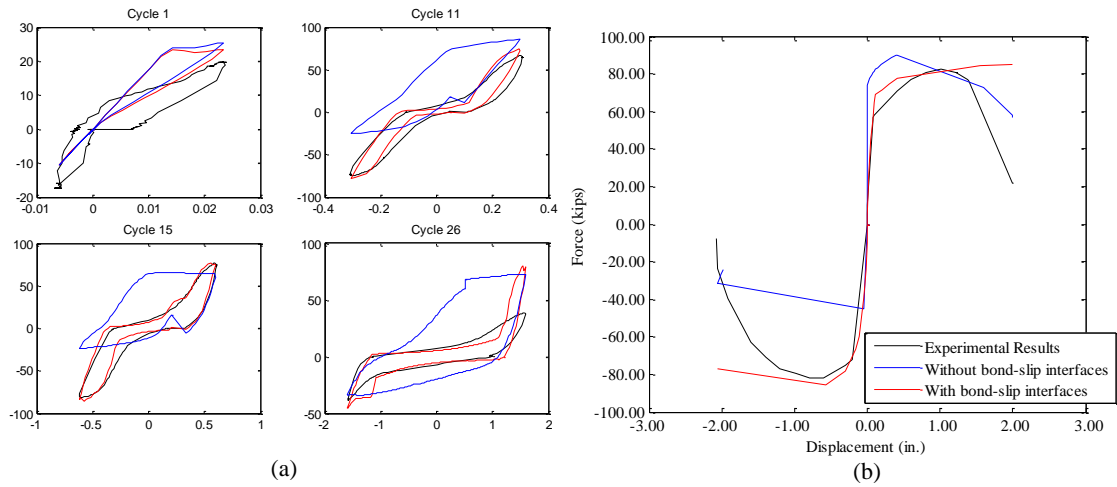 Cycle 1
30
20
10
0
-10
-20
-0.01 0 0.01 0.02 0.03
Cycle 11
100
50
0
-50
-100
-0.4 -0.2 0 0.2 0.4
Cycle 15
100
50
0
-50
-100
-1 -0.5 0 0.5 1
Cycle 26
100
50
0
-50
-2 -1 0 1 2
(a)
Force (kips)
100.00
80.00
60.00
40.00
20.00
0.00
-20.00
-40.00
-60.00
-80.00
-100.00
Experimental Results
Without bond-slip interfaces
With bond-slip interfaces
-3.00 -2.00 -1.00 0.00 1.00 2.00 3.00
Displacement (in.)
(b)